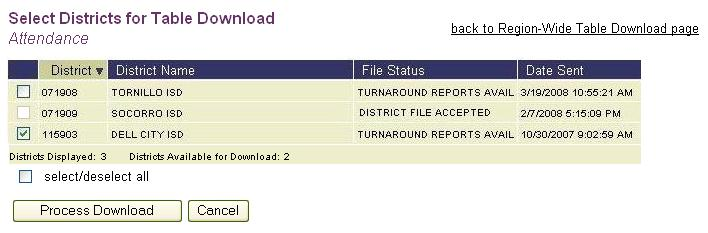 Select Districts for Table Download
Attendance
back to Region-Wide Table Download page
District District Name File Status Date Sent
071908 TORNILLO ISD TURNAROUND REPORTS AVAIL 3/19/2008 10:55:21 AM
071909 SOCORRO ISD DISTRICT FILE ACCEPTED 2/7/2008 5:15:09 PM
115903 DELL CITY ISD TURNAROUND REPORTS AVAIL 10/30/2007 9:02:59 AM
Districts Displayed: 3 Districts Available for Download: 2
select/deselect all
Process Download Cancel